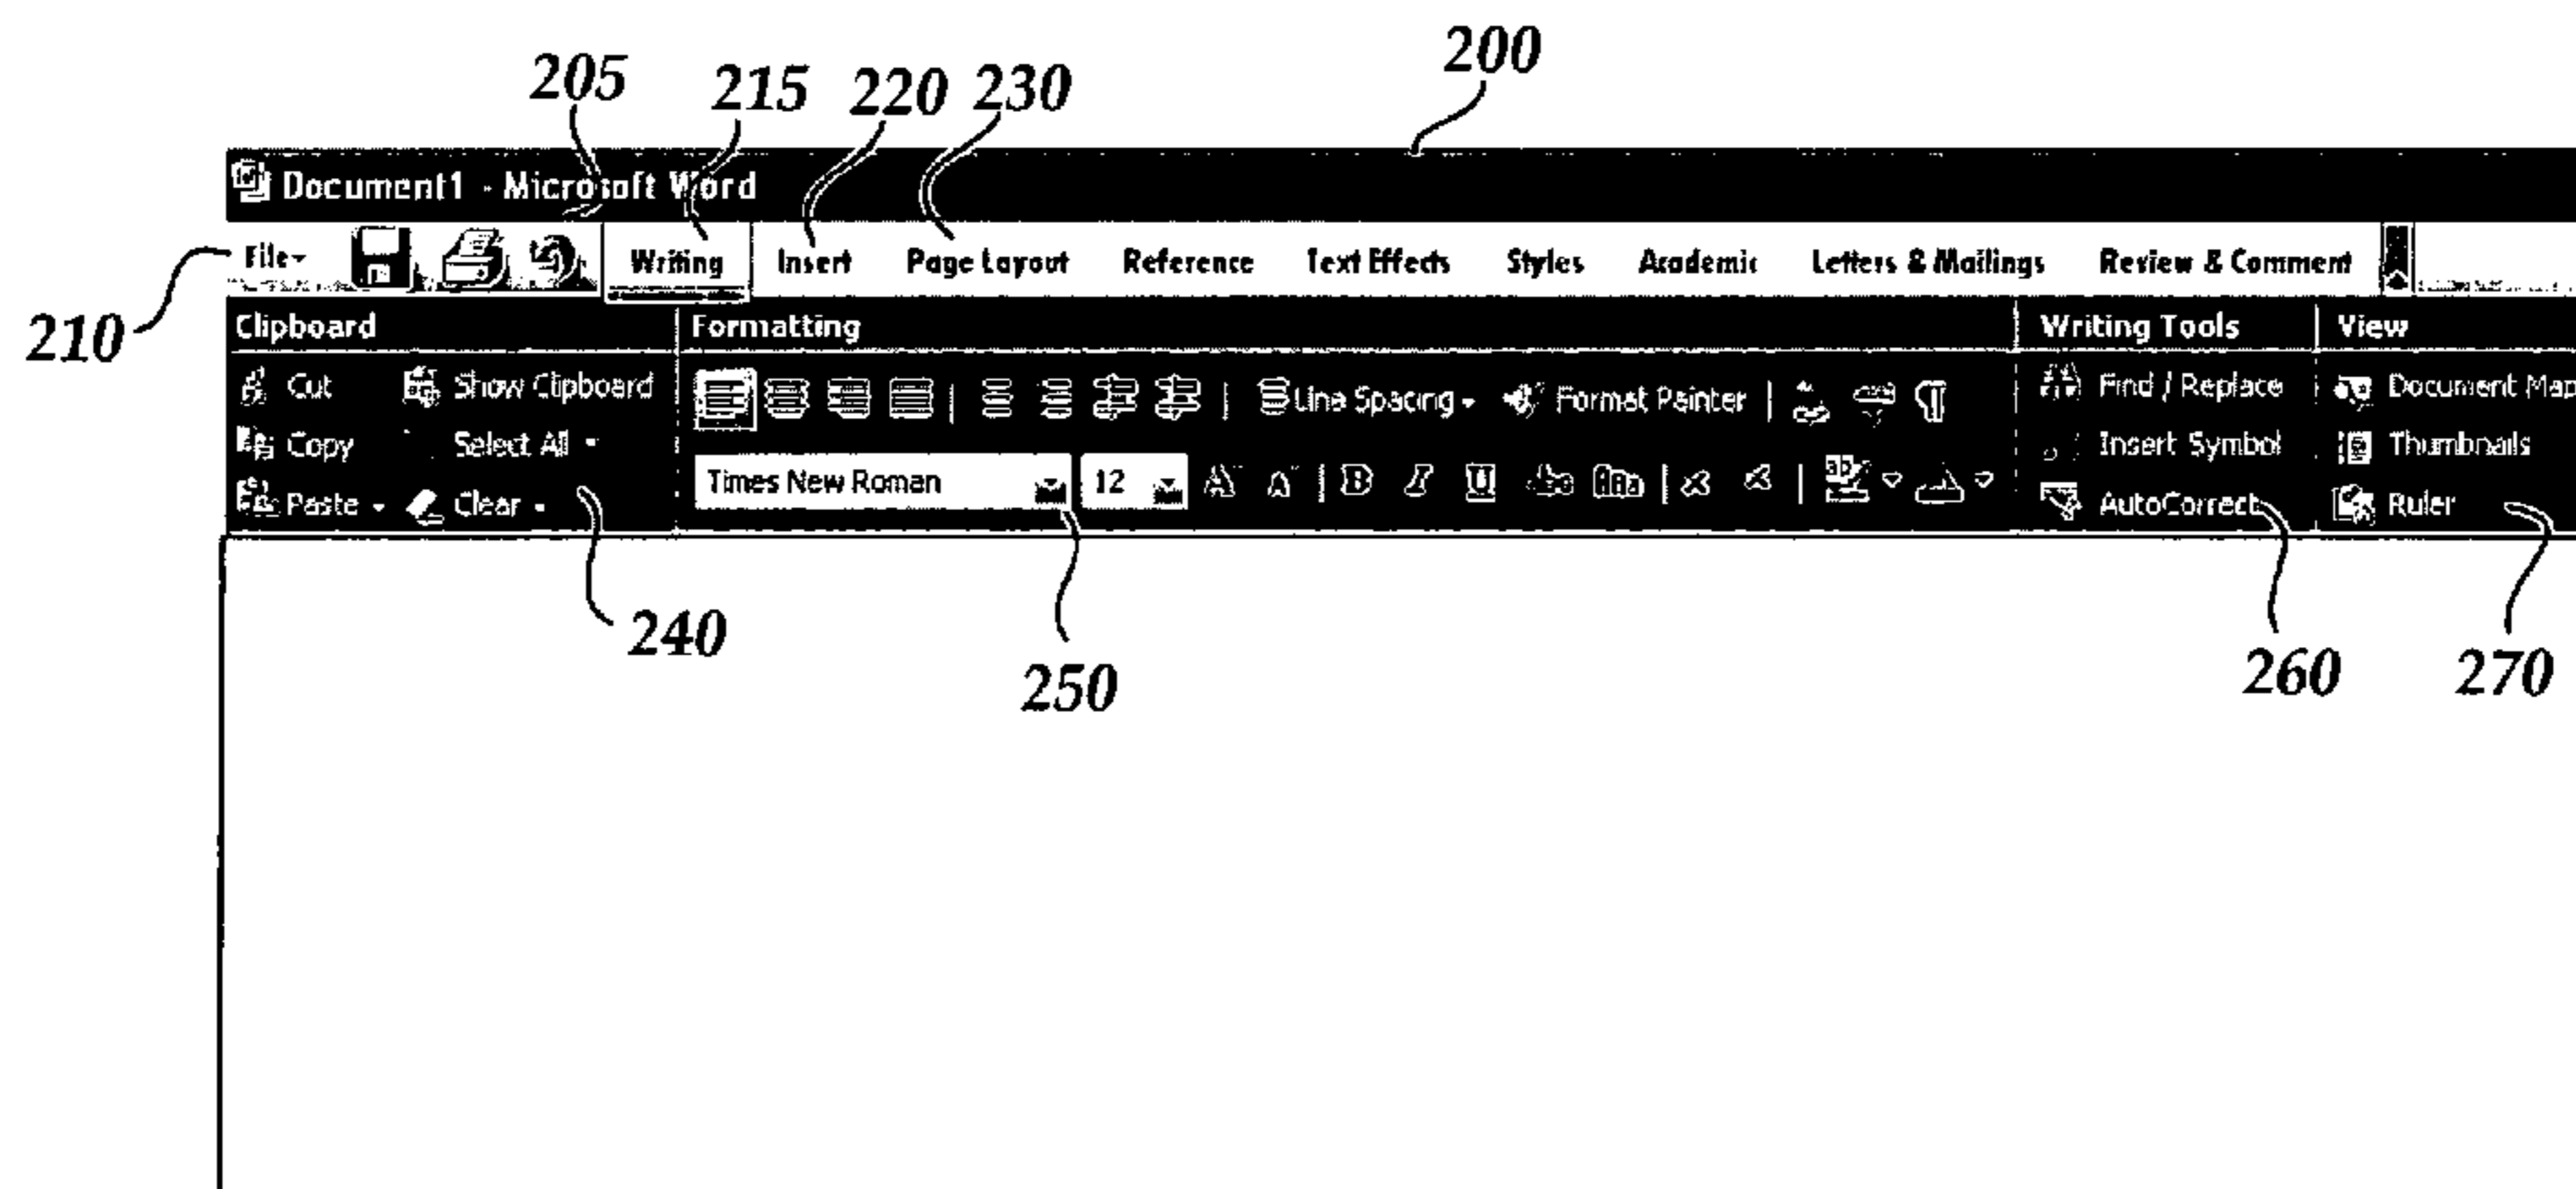 200
205 215 220 230
Document1 - Microsoft Word
File Writing Insert Page Layout Reference Text Effects Styles Academic Letters & Mailings Review & Comment
210
Clipboard Formatting Writing Tools View
Cut Show Clipboard Line Spacing Format Painter Find / Replace Document Map
Copy Select All Insert Symbol Thumbnails
Times New Roman 12 A A B I U abc Aa
Paste Clear AutoCorrect Ruler
240 250 260 270